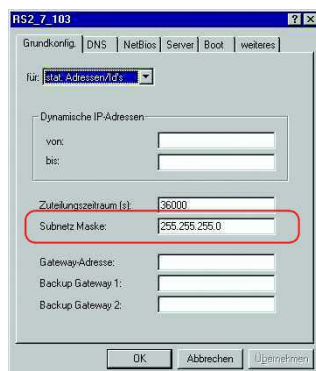 RS2_7_103
Grundkonfig. DNS NetBios Server Boot weiteres
für: stat. Adressen/Id's
Dynamische IP-Adressen
von:
bis:
Zuteilungszeitraum (s): 36000
Subnetz Maske: 255.255.255.0
Gateway-Adresse:
Backup Gateway 1:
Backup Gateway 2:
OK Abbrechen Übernehmen